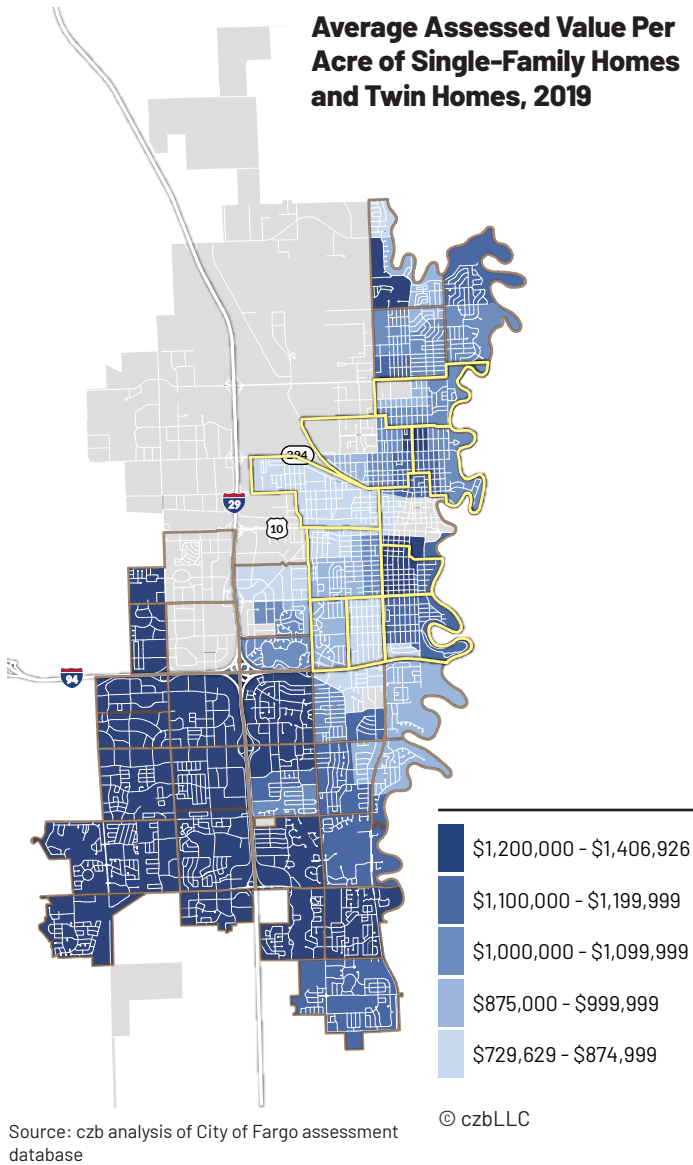 Average Assessed Value Per
Acre of Single-Family Homes
and Twin Homes, 2019
294
29
10
94
$1,200,000 - $1,406,926
$1,100,000 - $1,199,999
$1,000,000 - $1,099,999
$875,000 - $999,999
$729,629 - $874,999
© czbLLC
Source: czb analysis of City of Fargo assessment
database